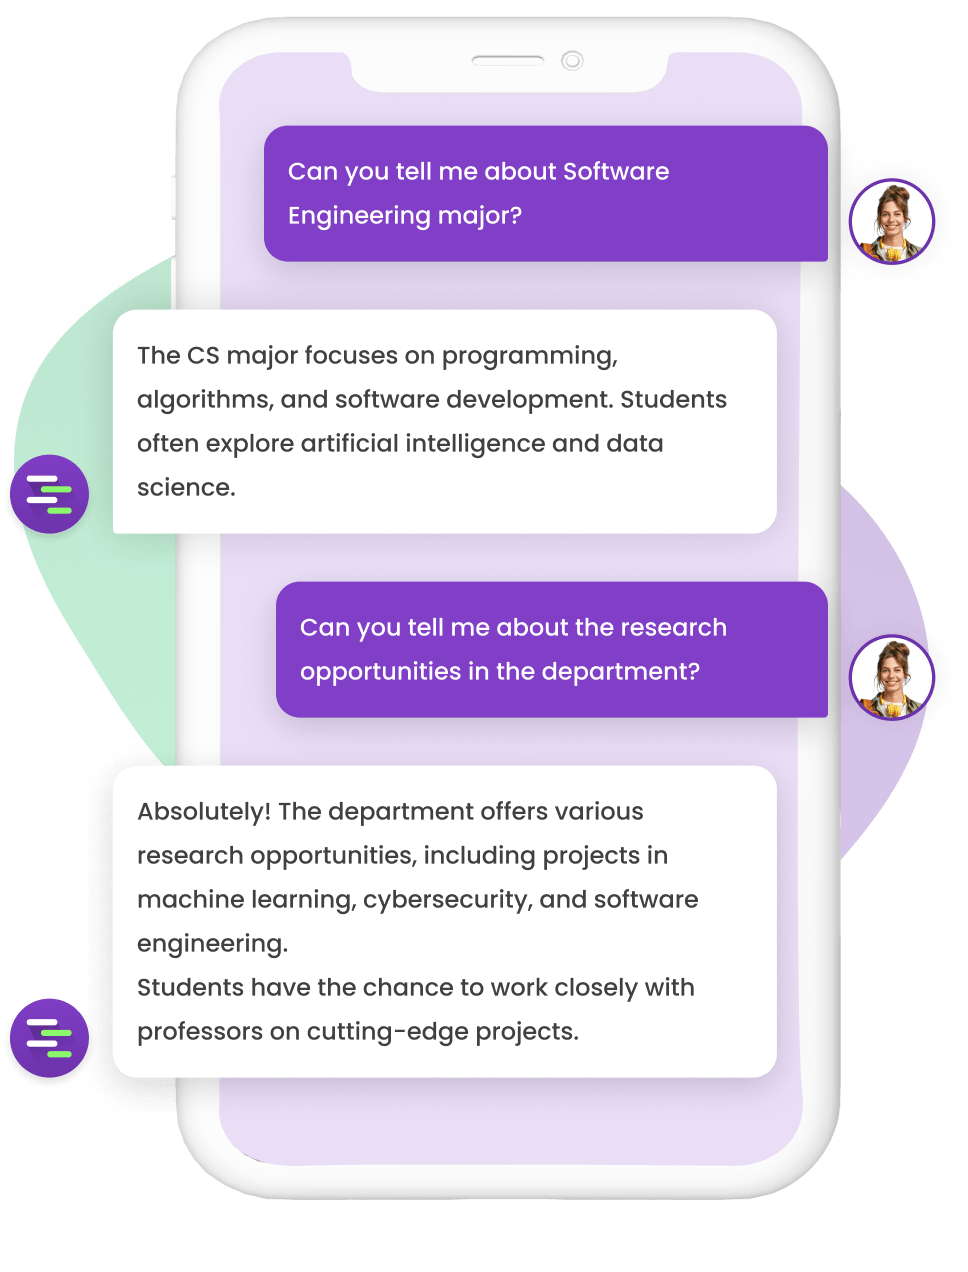 Can you tell me about Software
Engineering major?
The CS major focuses on programming,
algorithms, and software development. Students
often explore artificial intelligence and data
science.
Can you tell me about the research
opportunities in the department?
Absolutely! The department offers various
research opportunities, including projects in
machine learning, cybersecurity, and software
engineering.
Students have the chance to work closely with
professors on cutting-edge projects.